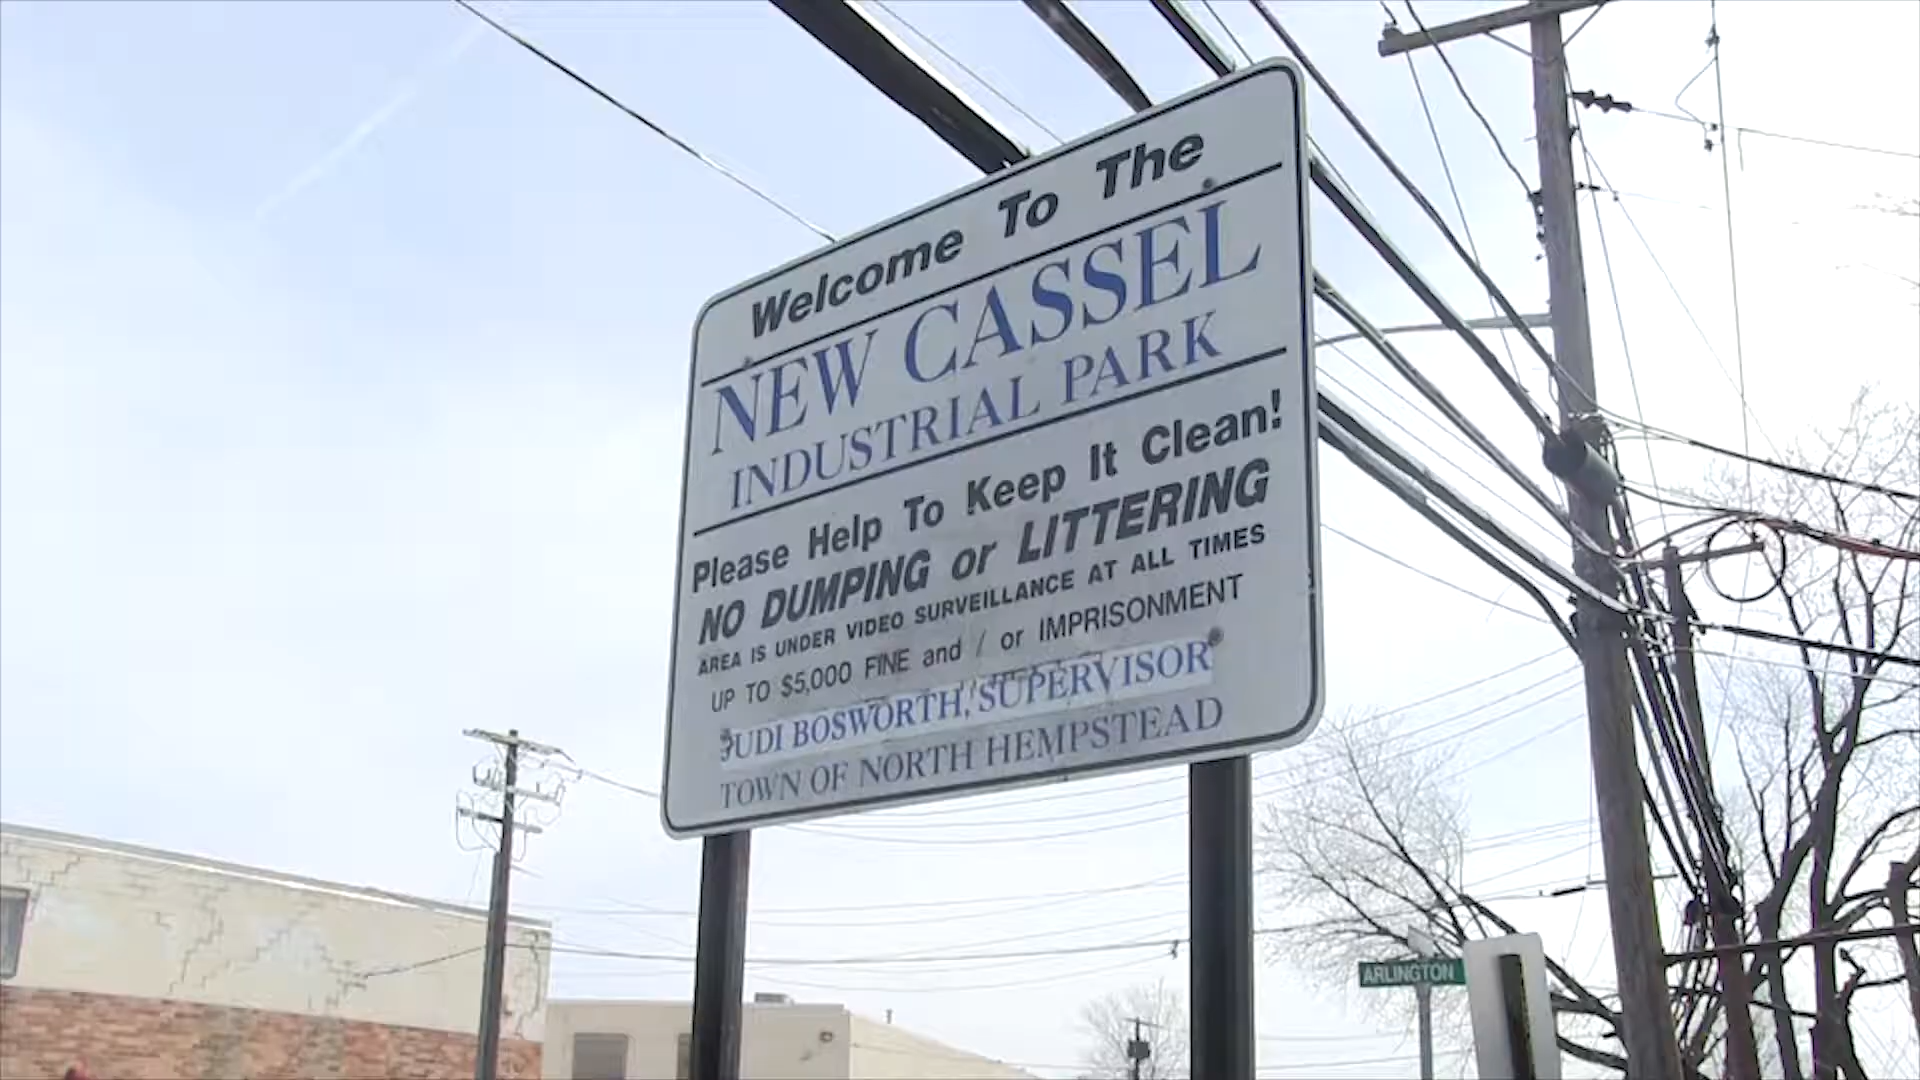 Welcome To The
NEW CASSEL
INDUSTRIAL PARK
Please Help To Keep It Clean!
NO DUMPING or LITTERING
AREA IS UNDER VIDEO SURVEILLANCE AT ALL TIMES
UP TO $5,000 FINE and / or IMPRISONMENT
JUDI BOSWORTH, SUPERVISOR
TOWN OF NORTH HEMPSTEAD
ARLINGTON